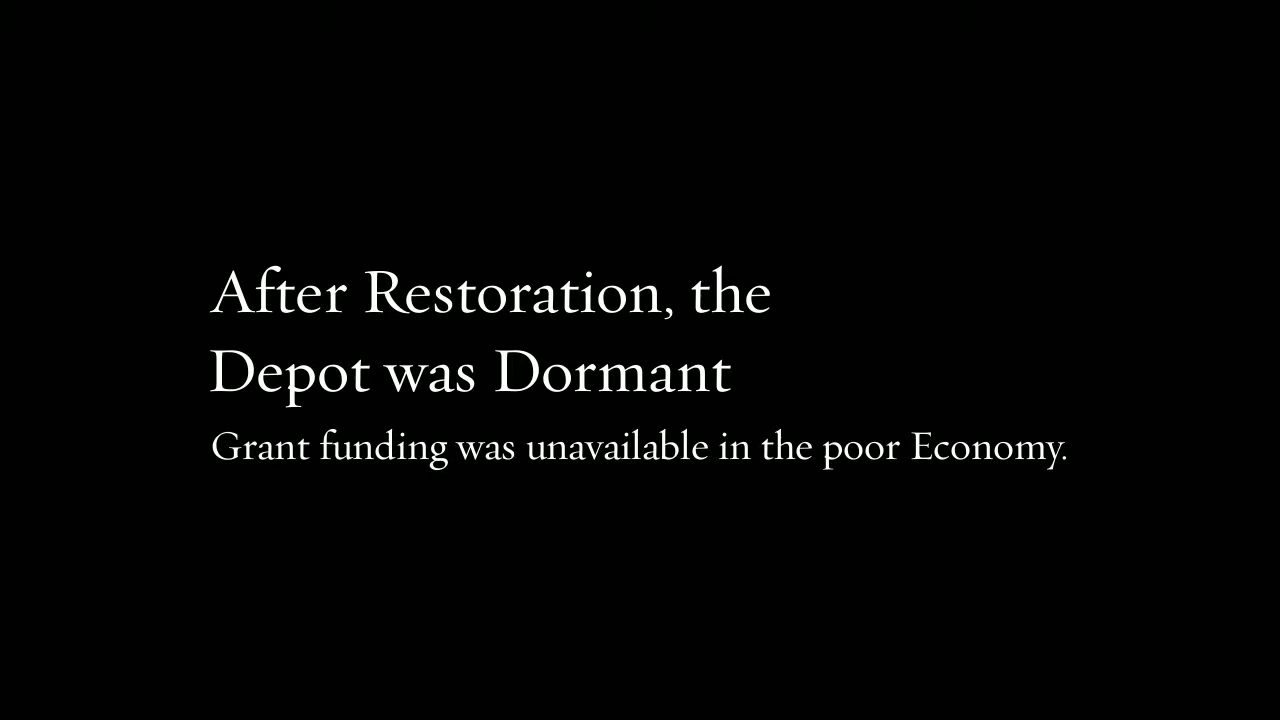 After Restoration, the
Depot was Dormant
Grant funding was unavailable in the poor Economy.